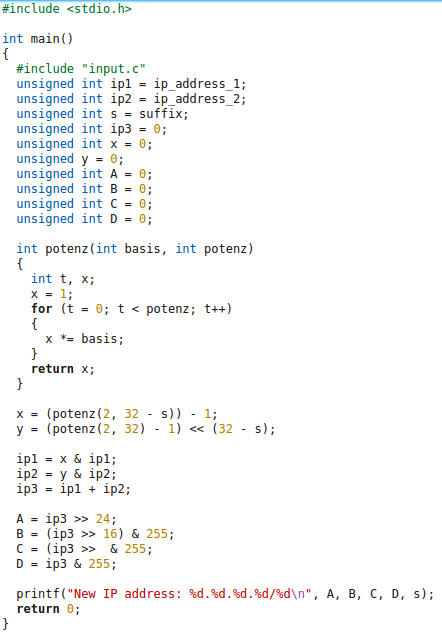 #include <stdio.h>

int main()
{
  #include "input.c"
  unsigned int ip1 = ip_address_1;
  unsigned int ip2 = ip_address_2;
  unsigned int s = suffix;
  unsigned int ip3 = 0;
  unsigned int x = 0;
  unsigned y = 0;
  unsigned int A = 0;
  unsigned int B = 0;
  unsigned int C = 0;
  unsigned int D = 0;

  int potenz(int basis, int potenz)
  {
    int t, x;
    x = 1;
    for (t = 0; t < potenz; t++)
    {
      x *= basis;
    }
    return x;
  }

  x = (potenz(2, 32 - s)) - 1;
  y = (potenz(2, 32) - 1) << (32 - s);

  ip1 = x & ip1;
  ip2 = y & ip2;
  ip3 = ip1 + ip2;

  A = ip3 >> 24;
  B = (ip3 >> 16) & 255;
  C = (ip3 >>  & 255;
  D = ip3 & 255;

  printf("New IP address: %d.%d.%d.%d/%d\n", A, B, C, D, s);
  return 0;
}